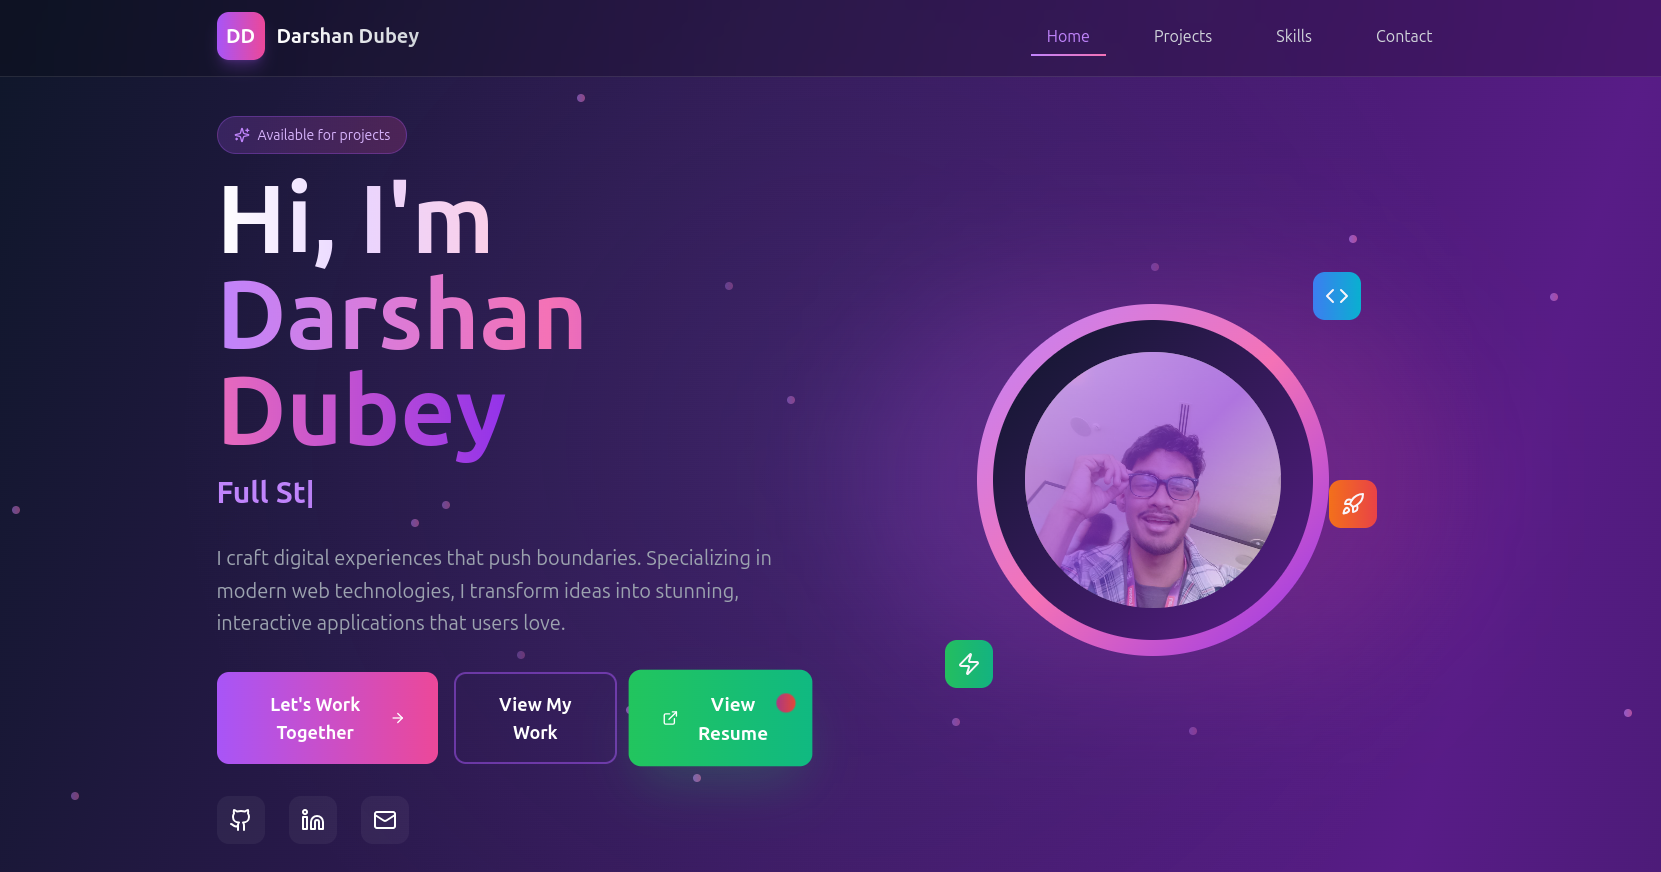 DD Darshan Dubey
Home Projects Skills Contact
Available for projects
Hi, I'm
Darshan
Dubey
Full St|
I craft digital experiences that push boundaries. Specializing in
modern web technologies, I transform ideas into stunning,
interactive applications that users love.
Let's Work
Together
View My
Work
View
Resume